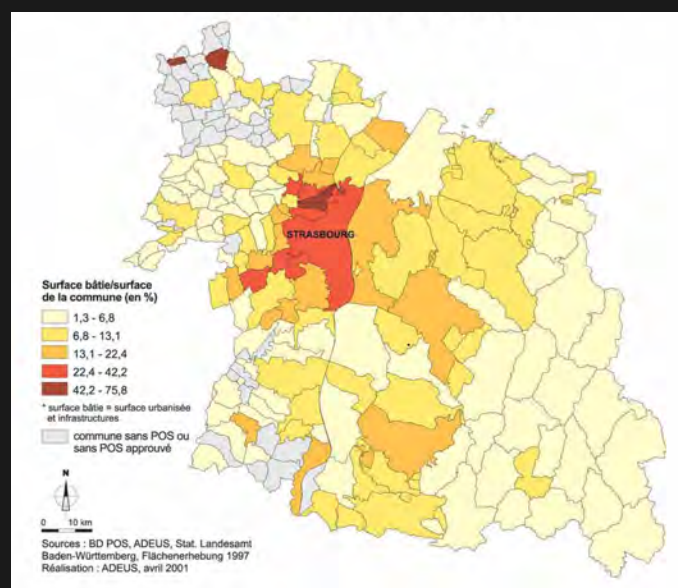 STRASBOURG
Surface bâtie/surface
de la commune (en %)
1,3 - 6,8
6,8 - 13,1
13,1 - 22,4
22,4 - 42,2
42,2 - 75,8
* surface bâtie = surface urbanisée
et infrastructures
commune sans POS ou
sans POS approuvé
N
0 10 km
Sources : BD POS, ADEUS, Stat. Landesamt
Baden-Württemberg, Flächenerhebung 1997
Réalisation : ADEUS, avril 2001